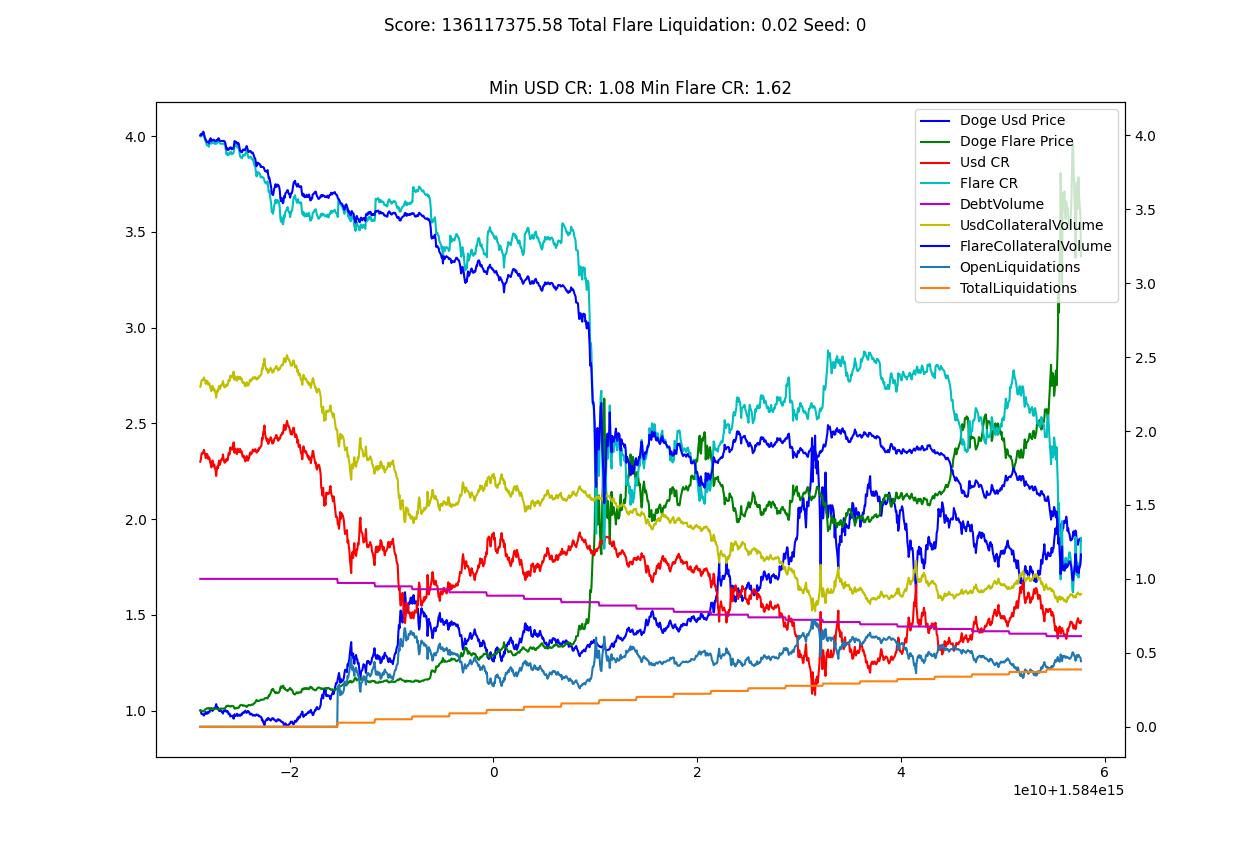 Score: 136117375.58 Total Flare Liquidation: 0.02 Seed: 0
Min USD CR: 1.08 Min Flare CR: 1.62
Doge Usd Price
Doge Flare Price
Usd CR
Flare CR
DebtVolume
UsdCollateralVolume
FlareCollateralVolume
OpenLiquidations
TotalLiquidations
4.0
3.5
3.0
2.5
2.0
1.5
1.0
4.0
3.5
3.0
2.5
2.0
1.5
1.0
0.5
0.0
−2 0 2 4 6
1e10+1.584e15